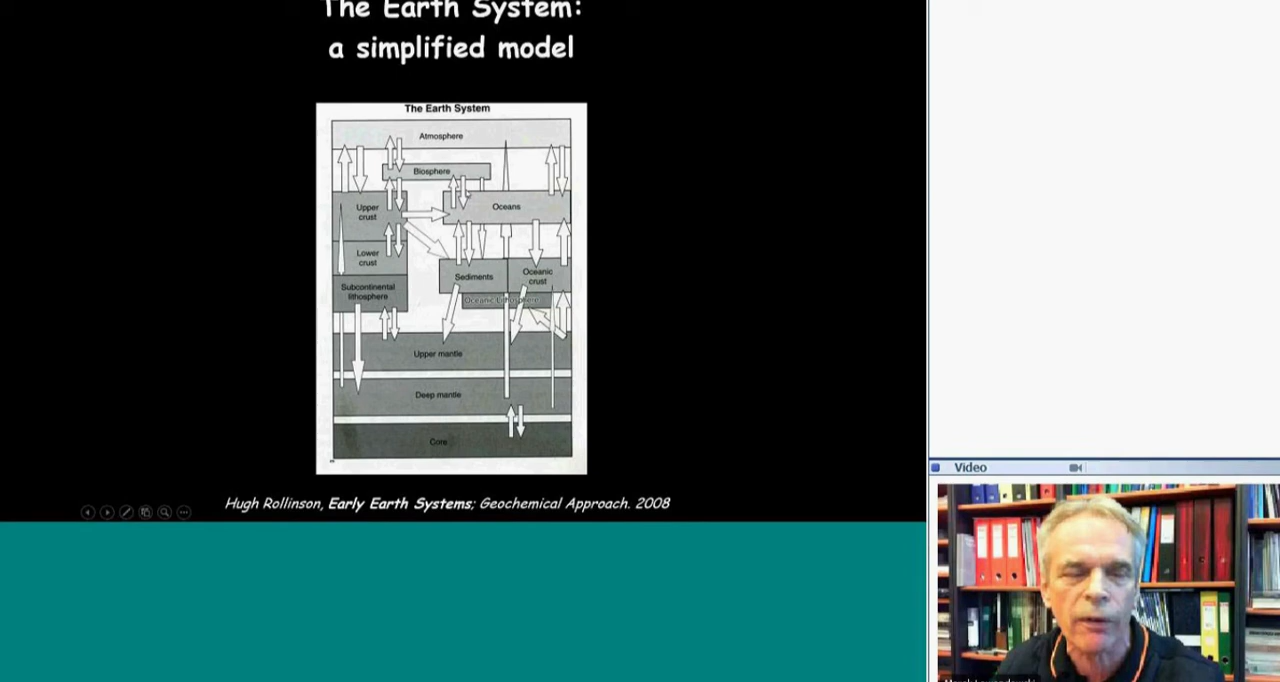 The Earth System:
a simplified model
The Earth System
Atmosphere
Biosphere
Upper
crust
Oceans
Lower
crust
Sediments
Oceanic
crust
Subcontinental
lithosphere
Oceanic Lithosphere
Upper mantle
Deep mantle
Core
Hugh Rollinson, Early Earth Systems; Geochemical Approach. 2008
Video